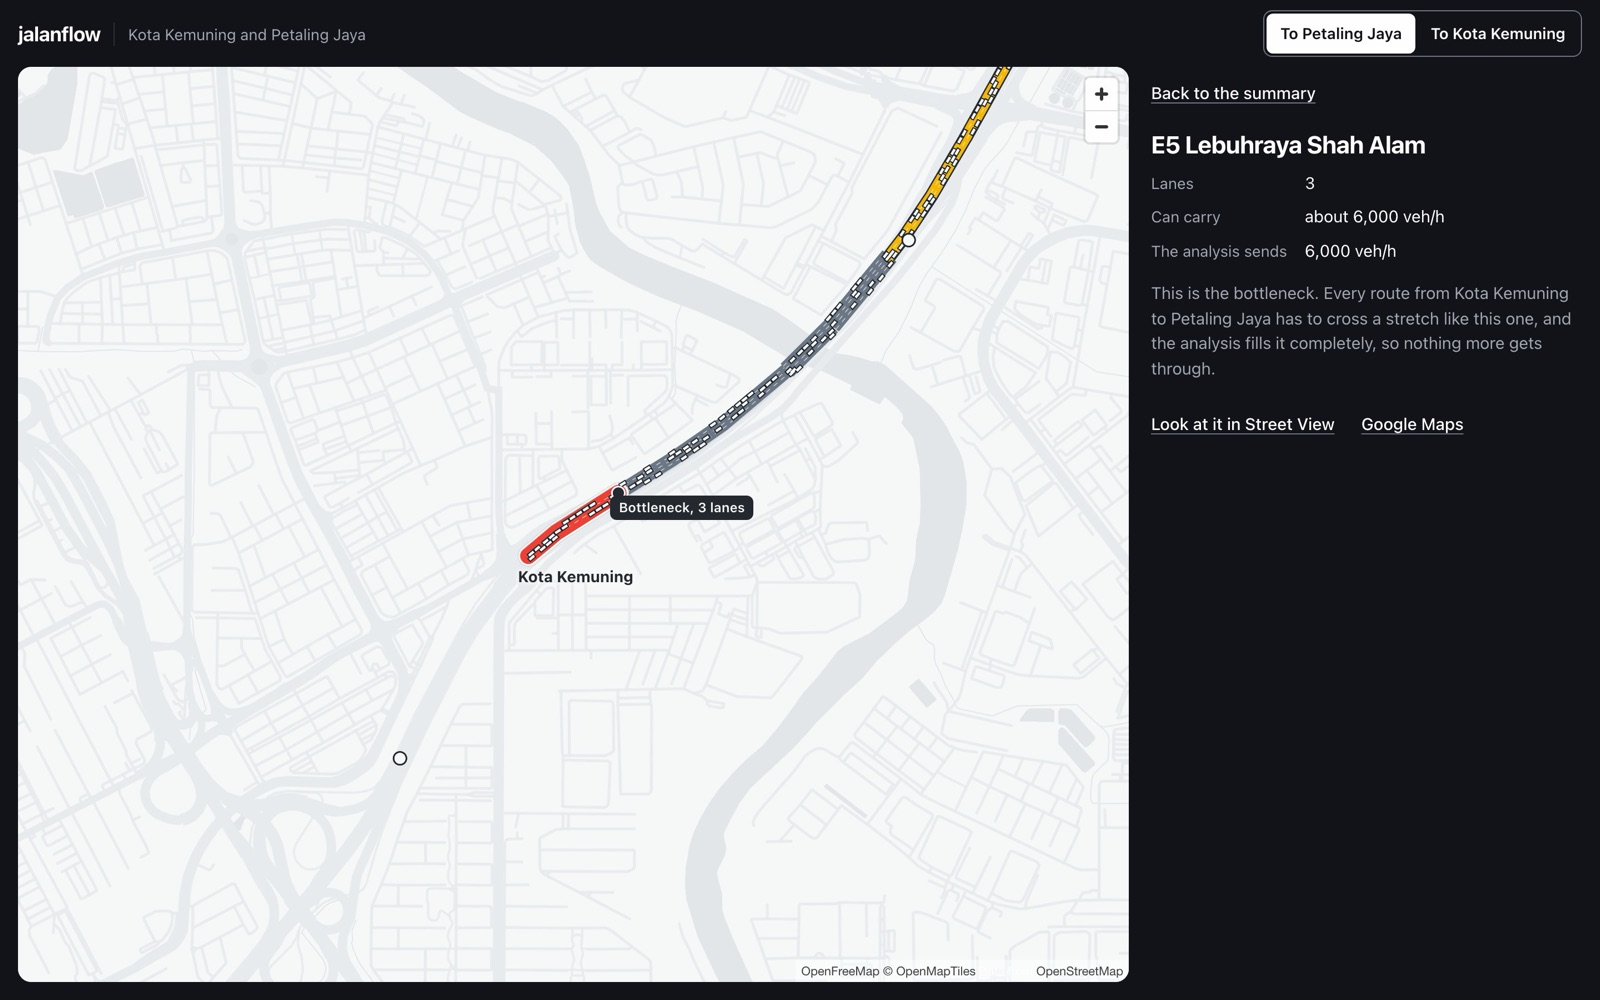 jalanflow
Kota Kemuning and Petaling Jaya
To Petaling Jaya
To Kota Kemuning
+
−
Bottleneck, 3 lanes
Kota Kemuning
OpenFreeMap © OpenMapTiles
OpenStreetMap
Back to the summary
E5 Lebuhraya Shah Alam
Lanes 3
Can carry about 6,000 veh/h
The analysis sends 6,000 veh/h
This is the bottleneck. Every route from Kota Kemuning
to Petaling Jaya has to cross a stretch like this one, and
the analysis fills it completely, so nothing more gets
through.
Look at it in Street View
Google Maps